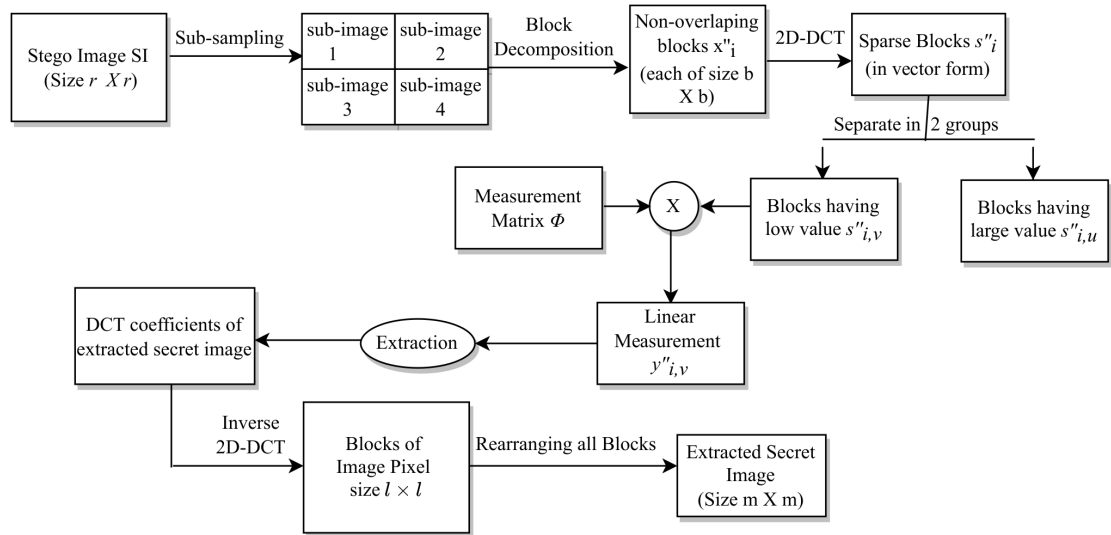 Stego Image SI
(Size r X r)
Sub-sampling
sub-image
1
sub-image
2
sub-image
3
sub-image
4
Block
Decomposition
Non-overlaping
blocks x"i
(each of size b
X b)
2D-DCT
Sparse Blocks s"i
(in vector form)
Separate in 2 groups
Measurement
Matrix Φ
X
Blocks having
low value s"i,v
Blocks having
large value s"i,u
DCT coefficients of
extracted secret image
Extraction
Linear
Measurement
y"i,v
Inverse
2D-DCT
Blocks of
Image Pixel
size l × l
Rearranging all Blocks
Extracted Secret
Image
(Size m X m)